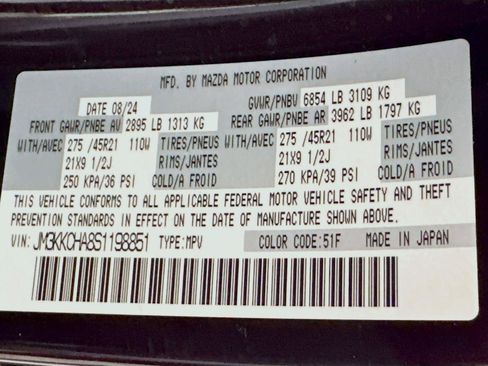 MFD. BY MAZDA MOTOR CORPORATION
DATE 08/24 GVWR/PNBV 6854 LB 3109 KG
FRONT GAWR/PNBE AV 2895 LB 1313 KG REAR GAWR/PNBE AR 3962 LB 1797 KG
WITH/AVEC 275 /45R21 110W TIRES/PNEUS WITH/AVEC 275 /45R21 110W TIRES/PNEUS
21X9 1/2J RIMS/JANTES 21X9 1/2J RIMS/JANTES
250 KPA/36 PSI COLD/A FROID 270 KPA/39 PSI COLD/A FROID
THIS VEHICLE CONFORMS TO ALL APPLICABLE FEDERAL MOTOR VEHICLE SAFETY AND THEFT
PREVENTION STANDARDS IN EFFECT ON THE DATE OF MANUFACTURE SHOWN ABOVE.
VIN: JM3KKCHA8S1198851 TYPE:MPV COLOR CODE:51F MADE IN JAPAN